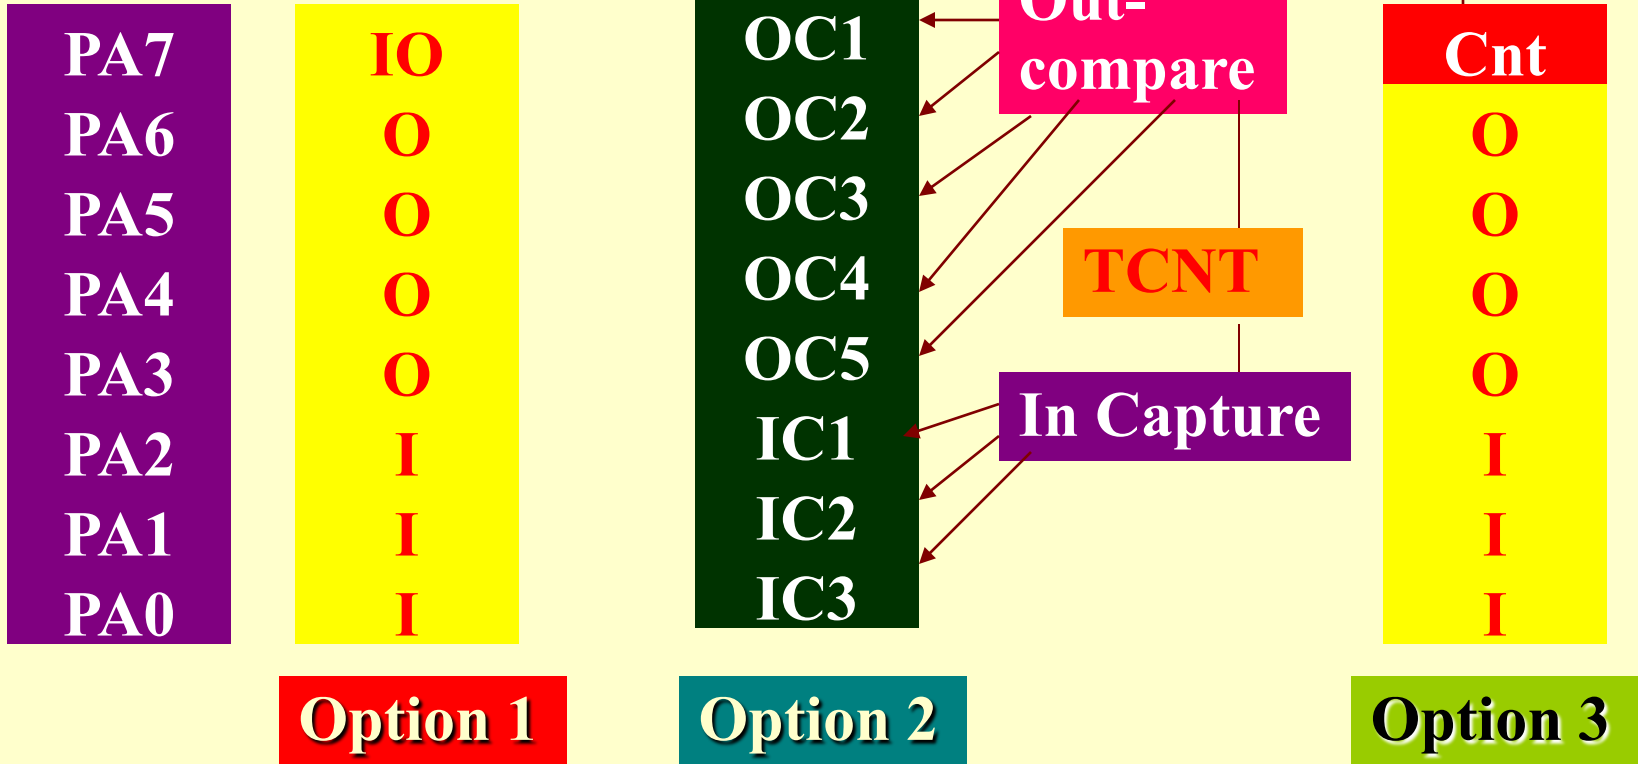 PA7
PA6
PA5
PA4
PA3
PA2
PA1
PA0
IO
O
O
O
O
I
I
I
Option 1
OC1
OC2
OC3
OC4
OC5
IC1
IC2
IC3
Option 2
Out-
compare
TCNT
In Capture
Cnt
O
O
O
O
I
I
I
Option 3